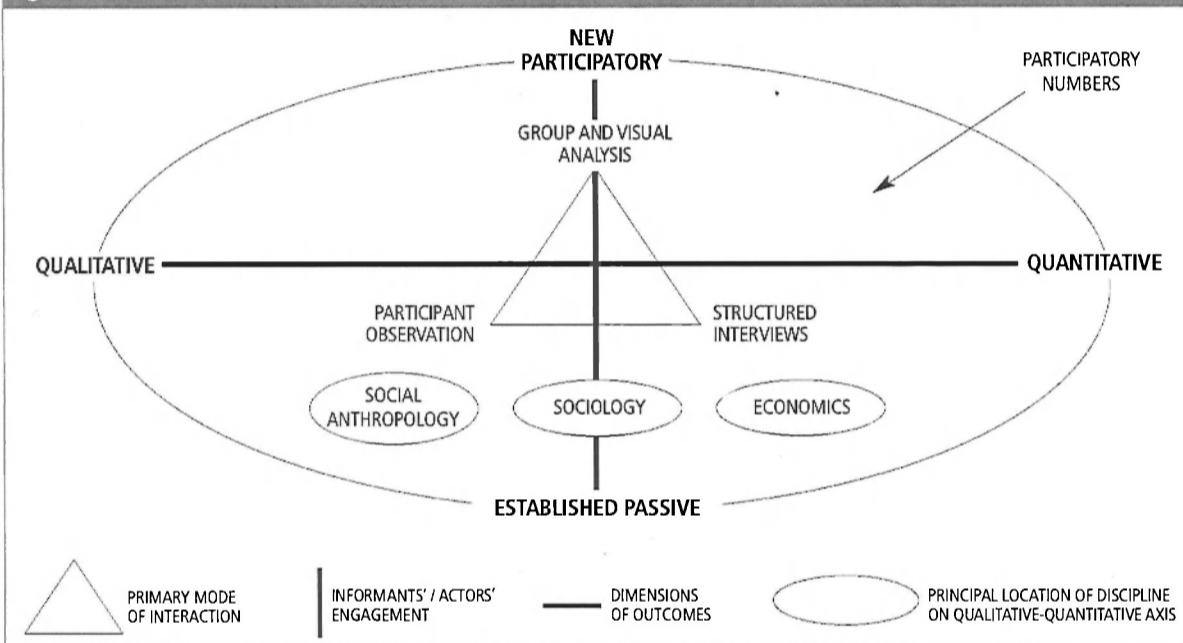 NEW
PARTICIPATORY
PARTICIPATORY
NUMBERS
GROUP AND VISUAL
ANALYSIS
QUALITATIVE
QUANTITATIVE
PARTICIPANT
OBSERVATION
STRUCTURED
INTERVIEWS
SOCIAL
ANTHROPOLOGY
SOCIOLOGY
ECONOMICS
ESTABLISHED PASSIVE
PRIMARY MODE
OF INTERACTION
INFORMANTS' / ACTORS'
ENGAGEMENT
DIMENSIONS
OF OUTCOMES
PRINCIPAL LOCATION OF DISCIPLINE
ON QUALITATIVE-QUANTITATIVE AXIS